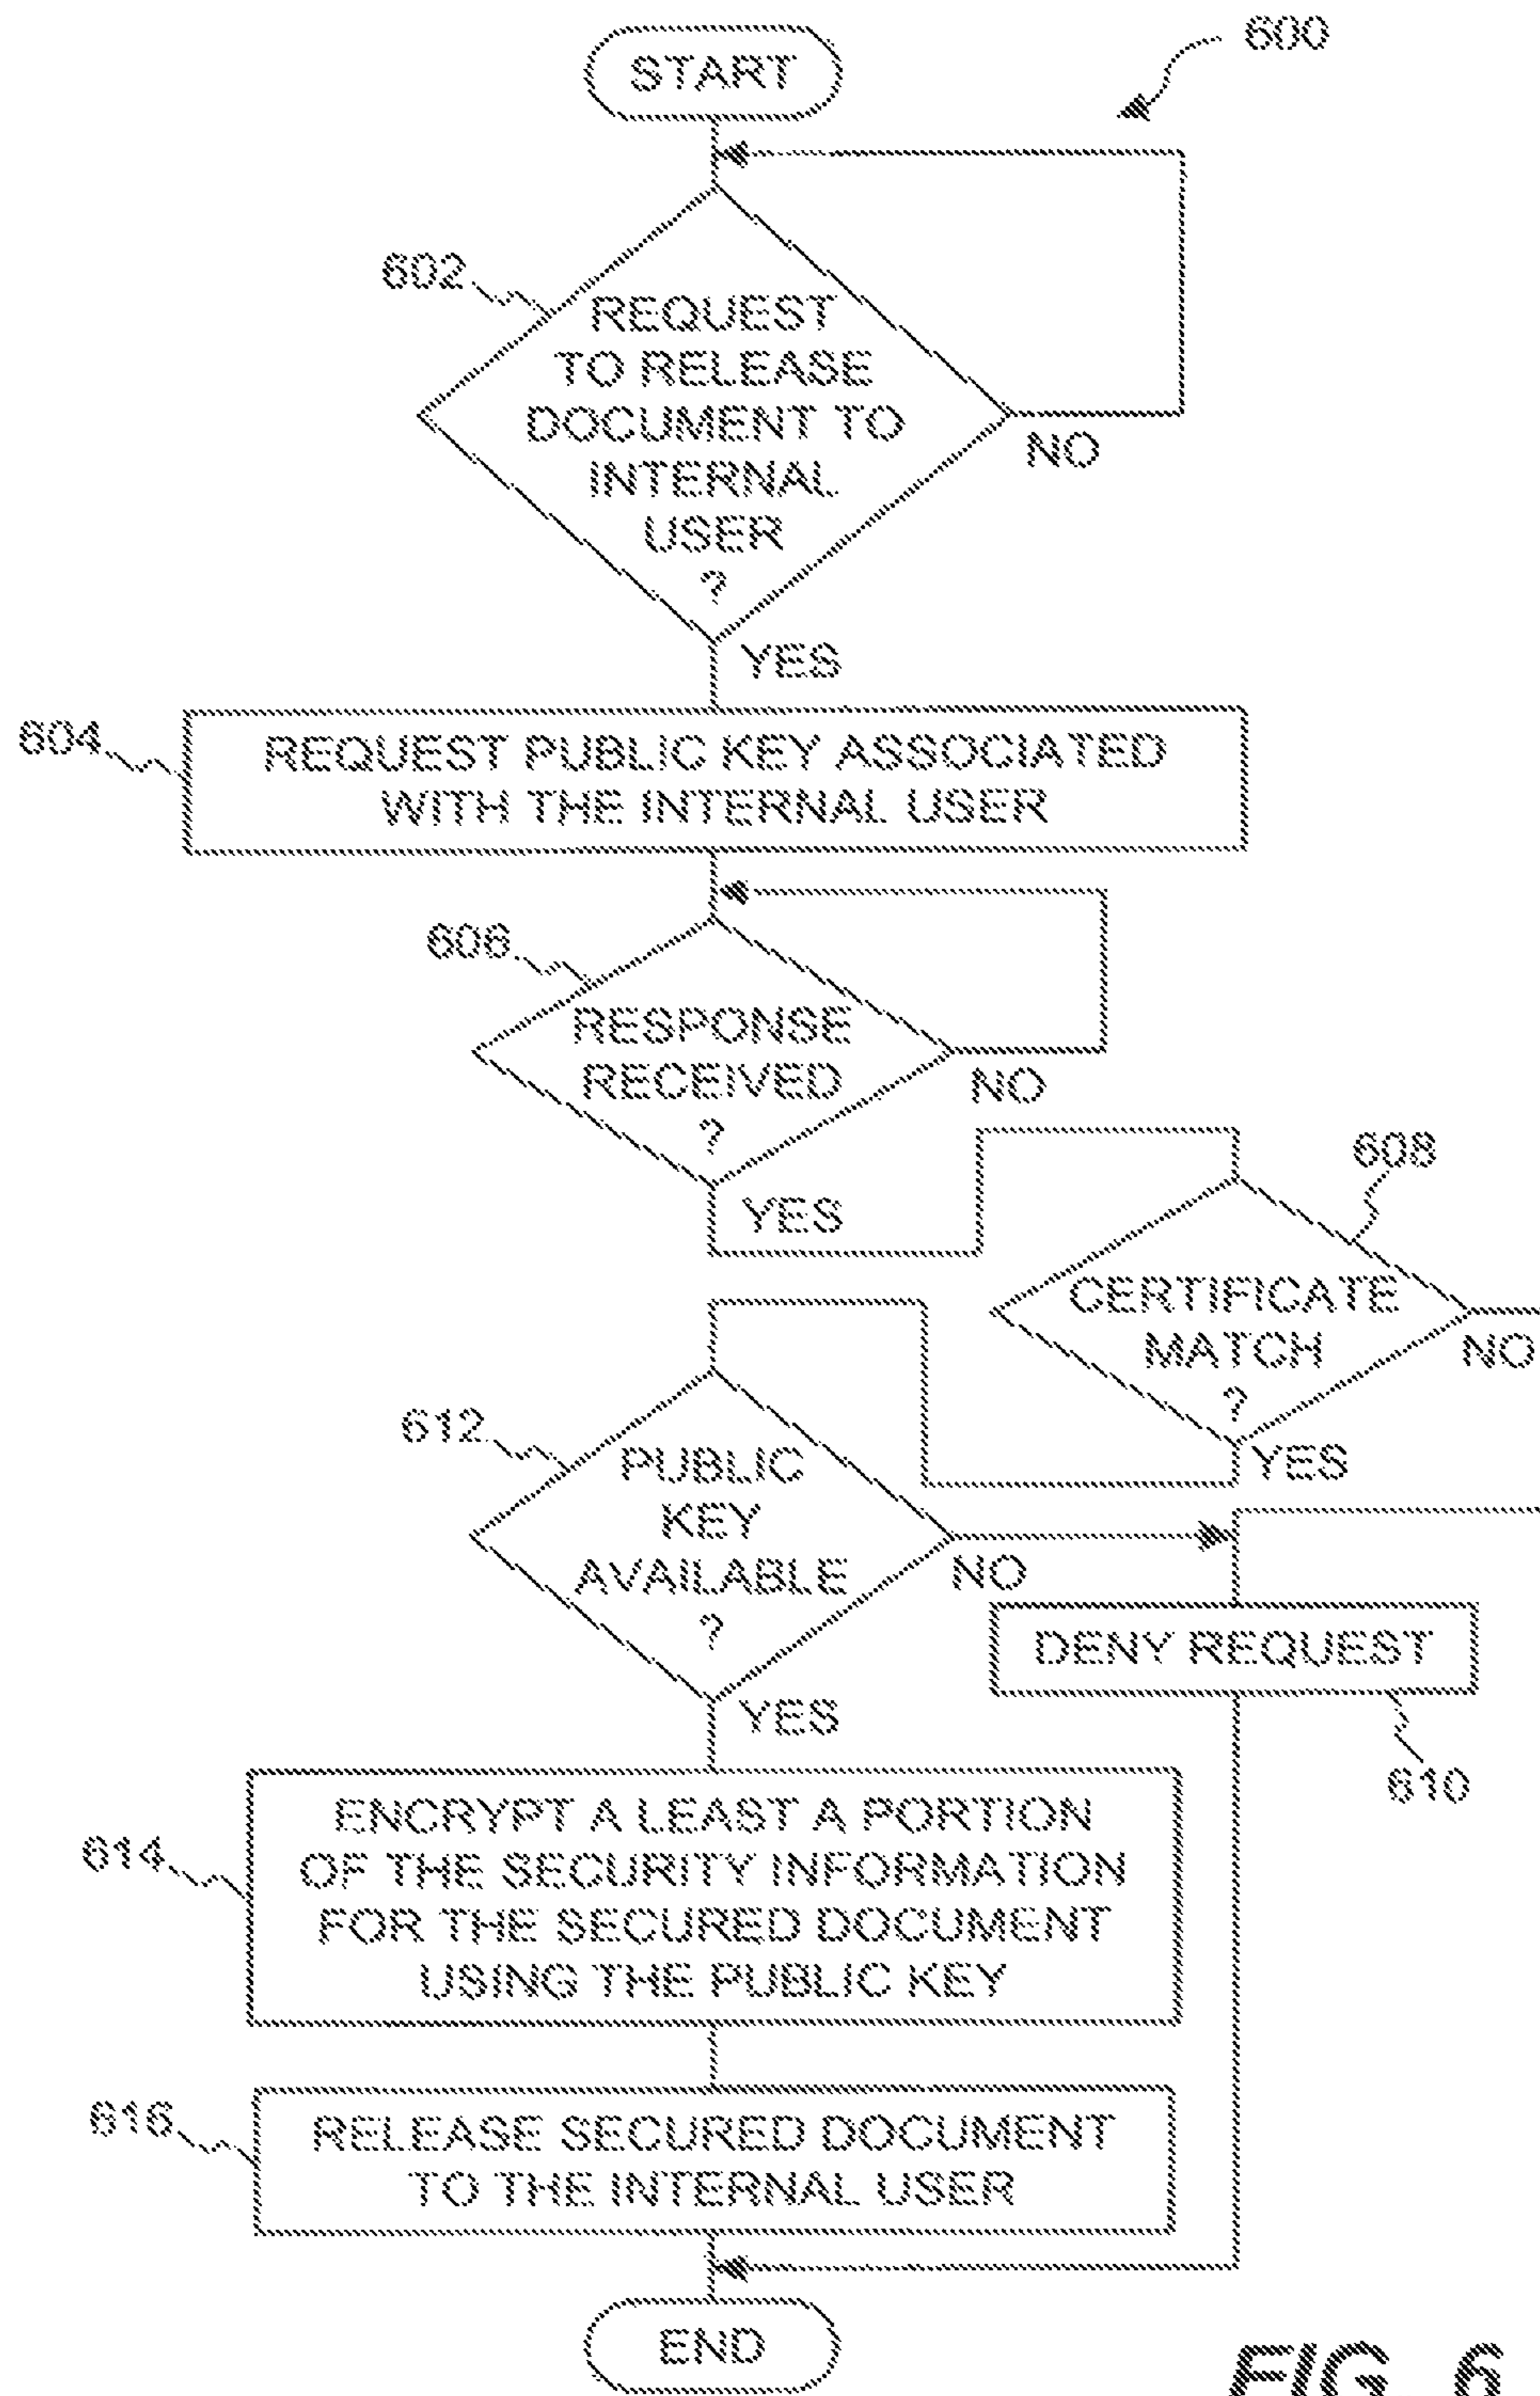 600
START
602
REQUEST
TO RELEASE
DOCUMENT TO
INTERNAL
USER
?
NO
YES
604
REQUEST PUBLIC KEY ASSOCIATED
WITH THE INTERNAL USER
606
RESPONSE
RECEIVED
?
NO
YES
608
CERTIFICATE
MATCH
?
NO
YES
612
PUBLIC
KEY
AVAILABLE
?
NO
YES
DENY REQUEST
610
614
ENCRYPT A LEAST A PORTION
OF THE SECURITY INFORMATION
FOR THE SECURED DOCUMENT
USING THE PUBLIC KEY
616
RELEASE SECURED DOCUMENT
TO THE INTERNAL USER
END
FIG. 6